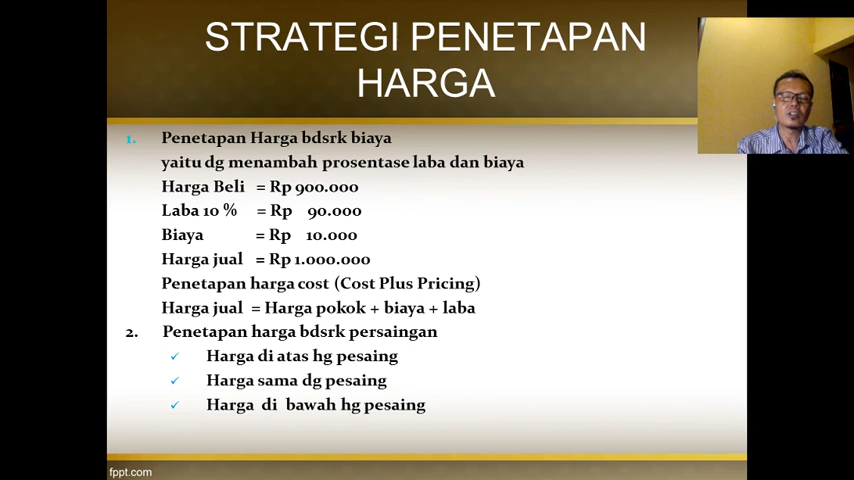 STRATEGI PENETAPAN
HARGA
1. Penetapan Harga bdsrk biaya
yaitu dg menambah prosentase laba dan biaya
Harga Beli = Rp 900.000
Laba 10 % = Rp 90.000
Biaya = Rp 10.000
Harga jual = Rp 1.000.000
Penetapan harga cost (Cost Plus Pricing)
Harga jual = Harga pokok + biaya + laba
2. Penetapan harga bdsrk persaingan
✓ Harga di atas hg pesaing
✓ Harga sama dg pesaing
✓ Harga di bawah hg pesaing
fppt.com